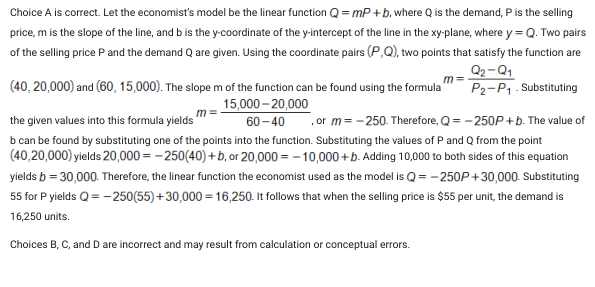 Choice A is correct. Let the economist's model be the linear function Q = mP + b, where Q is the demand, P is the selling
price, m is the slope of the line, and b is the y-coordinate of the y-intercept of the line in the xy-plane, where y = Q. Two pairs
of the selling price P and the demand Q are given. Using the coordinate pairs (P,Q), two points that satisfy the function are
(40, 20,000) and (60, 15,000). The slope m of the function can be found using the formula m = (Q₂ − Q₁)/(P₂ − P₁) . Substituting
the given values into this formula yields m = (15,000 − 20,000)/(60 − 40) , or m = −250. Therefore, Q = −250P + b. The value of
b can be found by substituting one of the points into the function. Substituting the values of P and Q from the point
(40,20,000) yields 20,000 = −250(40) + b, or 20,000 = −10,000 + b. Adding 10,000 to both sides of this equation
yields b = 30,000. Therefore, the linear function the economist used as the model is Q = −250P + 30,000. Substituting
55 for P yields Q = −250(55) + 30,000 = 16,250. It follows that when the selling price is $55 per unit, the demand is
16,250 units.
Choices B, C, and D are incorrect and may result from calculation or conceptual errors.